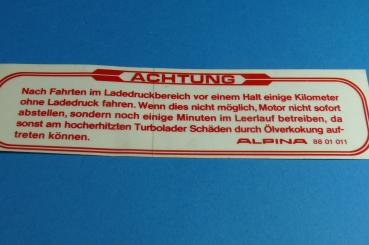 ACHTUNG
Nach Fahrten im Ladedruckbereich vor einem Halt einige Kilometer
ohne Ladedruck fahren. Wenn dies nicht möglich, Motor nicht sofort
abstellen, sondern noch einige Minuten im Leerlauf betreiben, da
sonst am hocherhitzten Turbolader Schäden durch Ölverkokung auf-
treten können. ALPINA 88 01 011